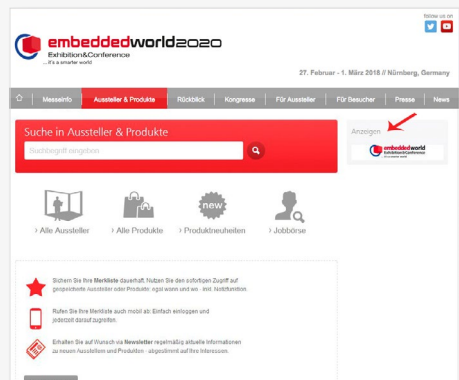 follow us on
embeddedworld2020
Exhibition&Conference
... it's a smarter world
27. Februar - 1. März 2018 // Nürnberg, Germany
Messeinfo Aussteller & Produkte Rückblick Kongresse Für Aussteller Für Besucher Presse News
Suche in Aussteller & Produkte
Suchbegriff eingeben
Anzeigen
embeddedworld
Exhibition&Conference
... it's a smarter world
new
› Alle Aussteller › Alle Produkte › Produktneuheiten › Jobbörse
Sichern Sie Ihre Merkliste dauerhaft. Nutzen Sie den sofortigen Zugriff auf
gespeicherte Aussteller oder Produkte: egal wann und wo - inkl. Notizfunktion.
Rufen Sie Ihre Merkliste auch mobil ab: Einfach einloggen und
jederzeit darauf zugreifen.
Erhalten Sie auf Wunsch via Newsletter regelmäßig aktuelle Informationen
zu neuen Ausstellern und Produkten - abgestimmt auf Ihre Interessen.